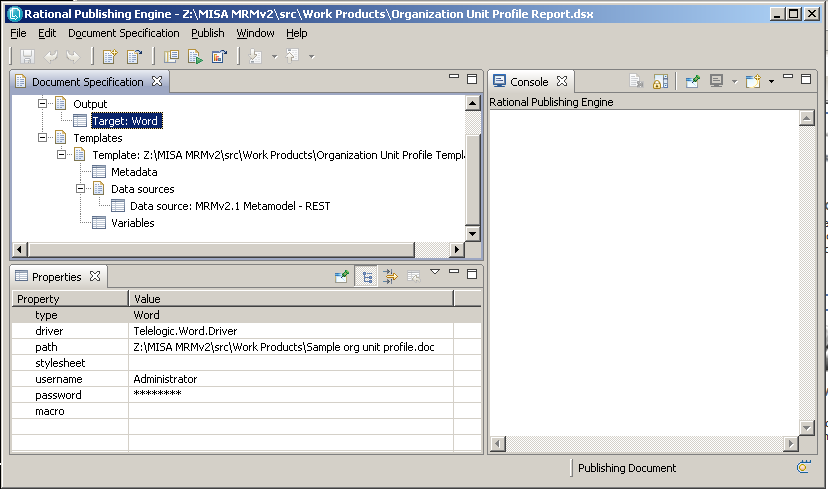 Rational Publishing Engine - Z:\MISA MRMv2\src\Work Products\Organization Unit Profile Report.dsx
File Edit Document Specification Publish Window Help
Document Specification
Output
Target: Word
Templates
Template: Z:\MISA MRMv2\src\Work Products\Organization Unit Profile Templ
Metadata
Data sources
Data source: MRMv2.1 Metamodel - REST
Variables
Console
Rational Publishing Engine
Properties
Property Value
type Word
driver Telelogic.Word.Driver
path Z:\MISA MRMv2\src\Work Products\Sample org unit profile.doc
stylesheet
username Administrator
password ********
macro
Publishing Document